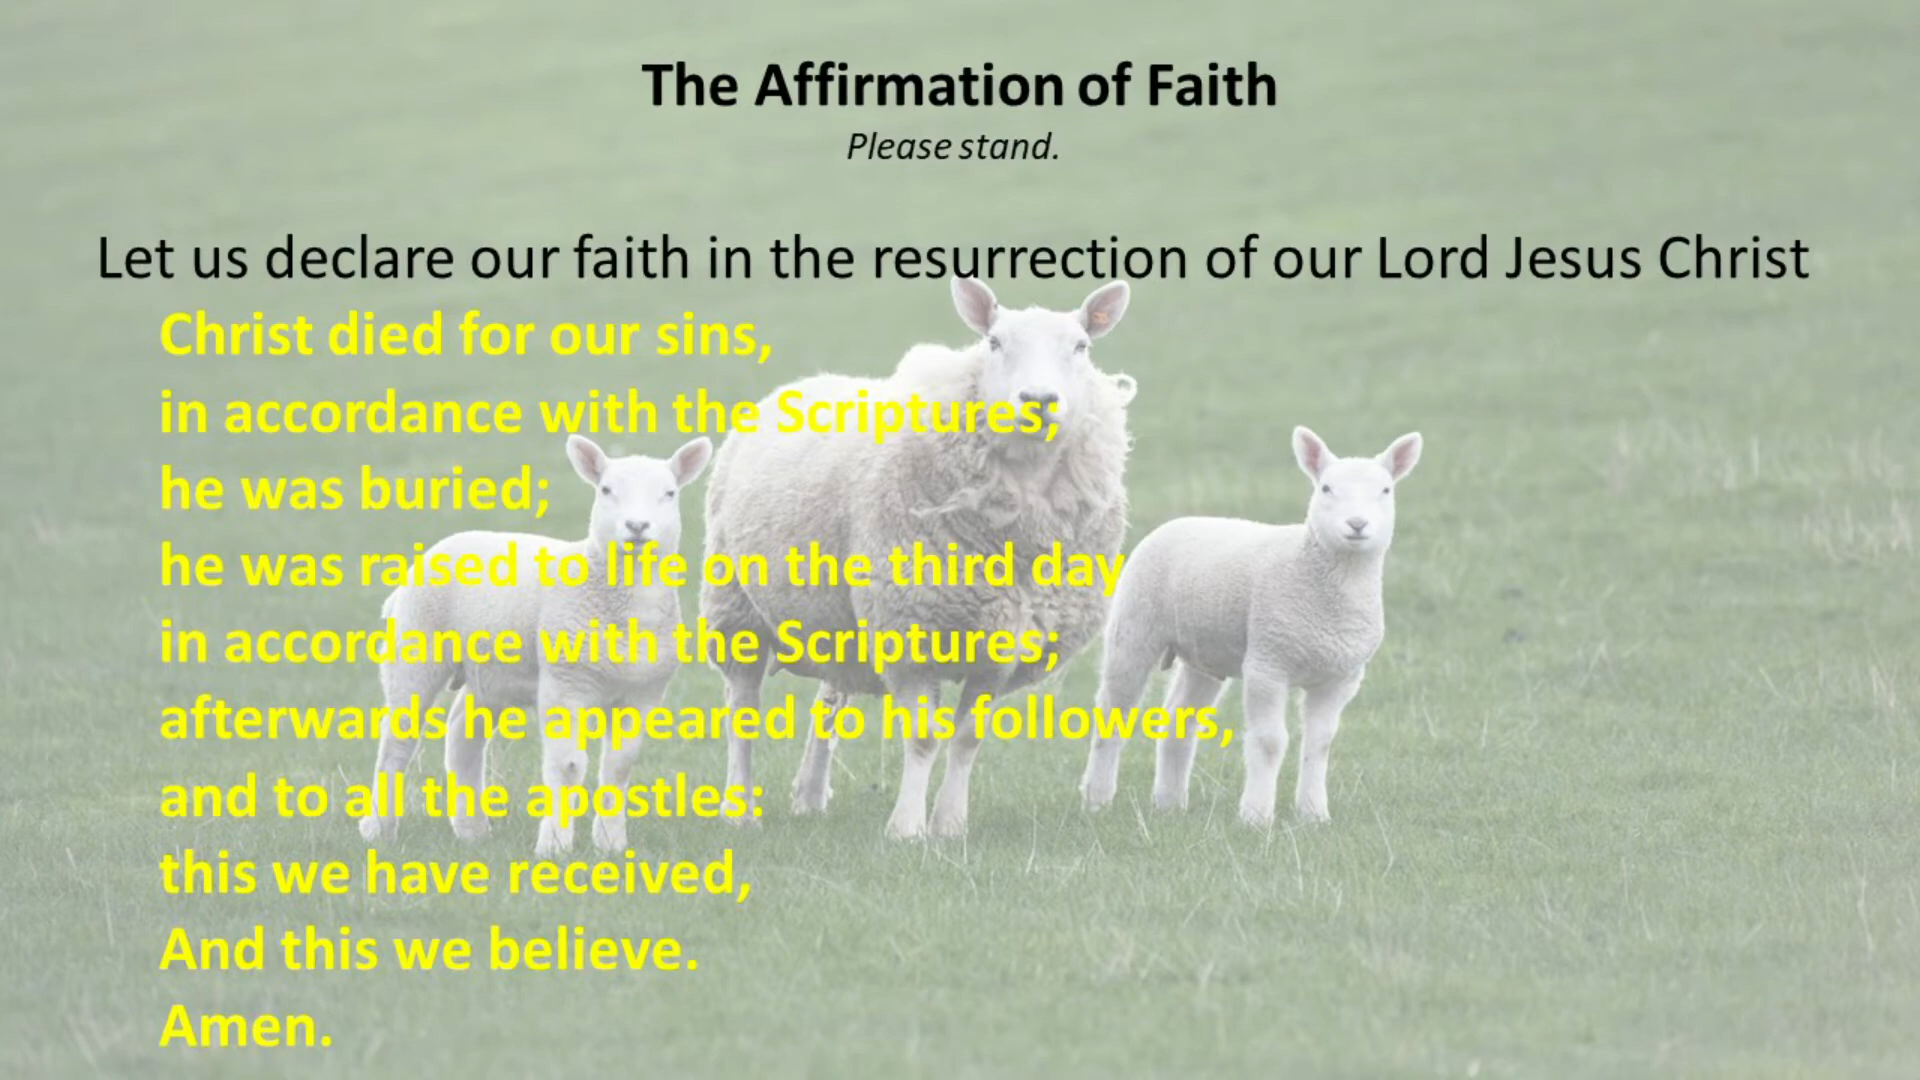 The Affirmation of Faith
Please stand.
Let us declare our faith in the resurrection of our Lord Jesus Christ
Christ died for our sins,
in accordance with the Scriptures;
he was buried;
he was raised to life on the third day
in accordance with the Scriptures;
afterwards he appeared to his followers,
and to all the apostles:
this we have received,
And this we believe.
Amen.